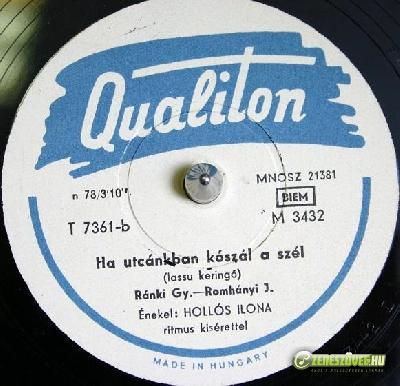 Qualiton
n 78/3'10"
MNOSZ 21381
BIEM
T 7361-b
M 3432
Ha utcánkban kószál a szél
(lassu keringő)
Ránki Gy.—Romhányi J.
Énekel: HOLLÓS ILONA
ritmus kisérettel
MADE IN HUNGARY
ZENESZÖVEG.HU